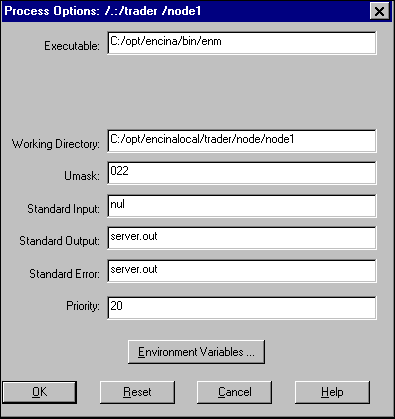 Process Options: /.:/trader /node1
Executable: C:/opt/encina/bin/enm
Working Directory: C:/opt/encinalocal/trader/node/node1
Umask: 022
Standard Input: nul
Standard Output: server.out
Standard Error: server.out
Priority: 20
Environment Variables ...
OK Reset Cancel Help